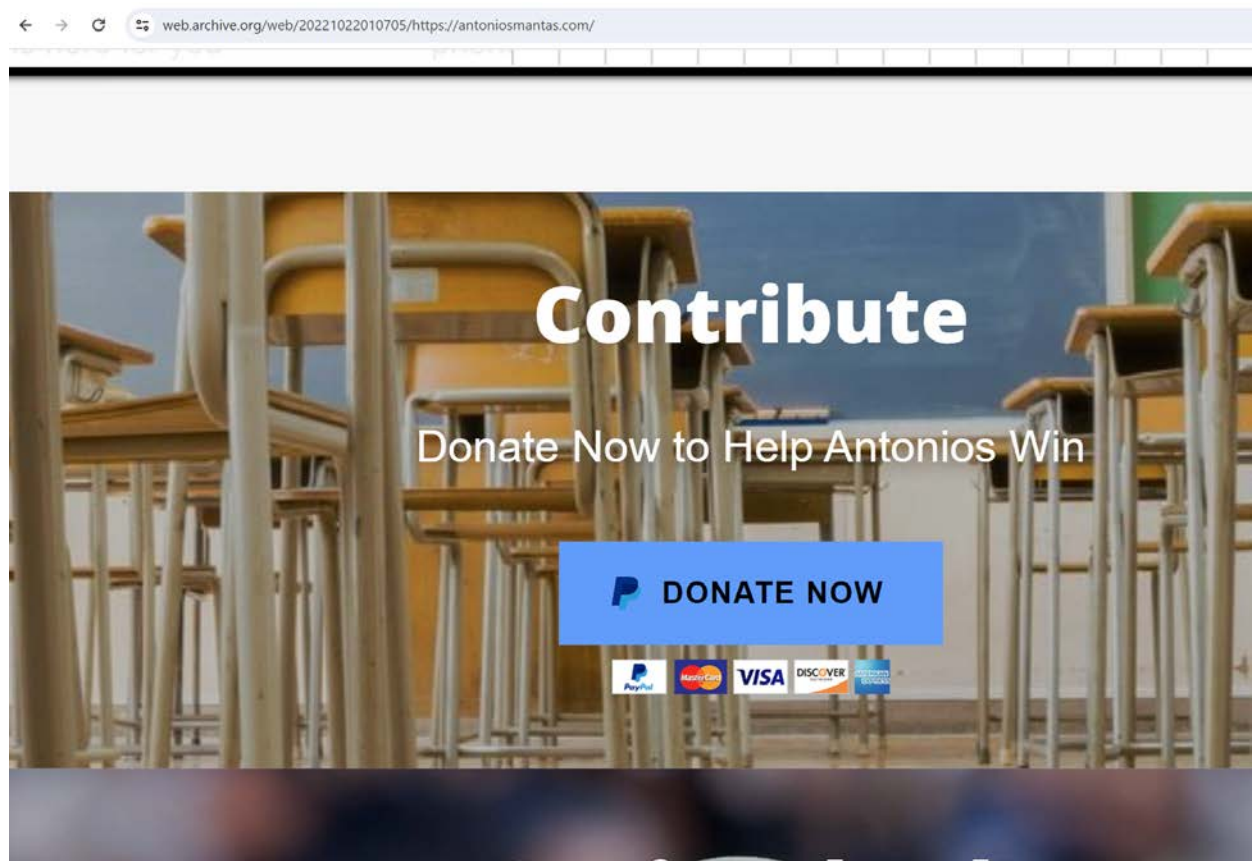 web.archive.org/web/20221022010705/https://antoniosmantas.com/
Contribute
Donate Now to Help Antonios Win
DONATE NOW
PayPal MasterCard VISA DISCOVER